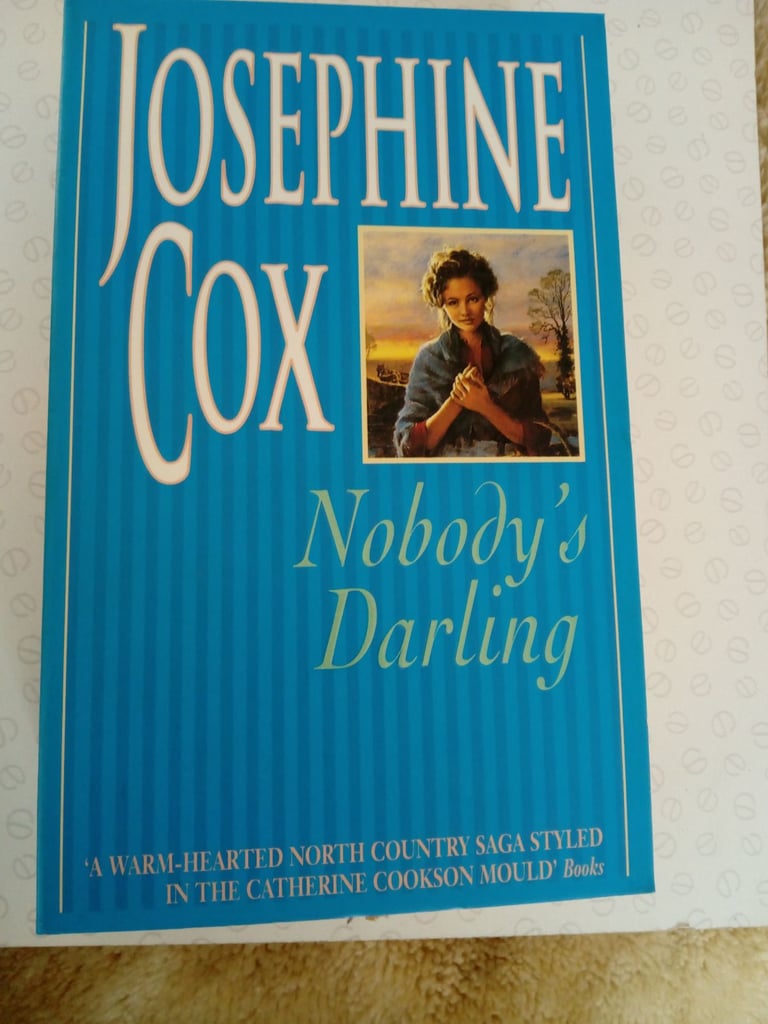 JOSEPHINE
COX
Nobody's
Darling
'A WARM-HEARTED NORTH COUNTRY SAGA STYLED
IN THE CATHERINE COOKSON MOULD' Books